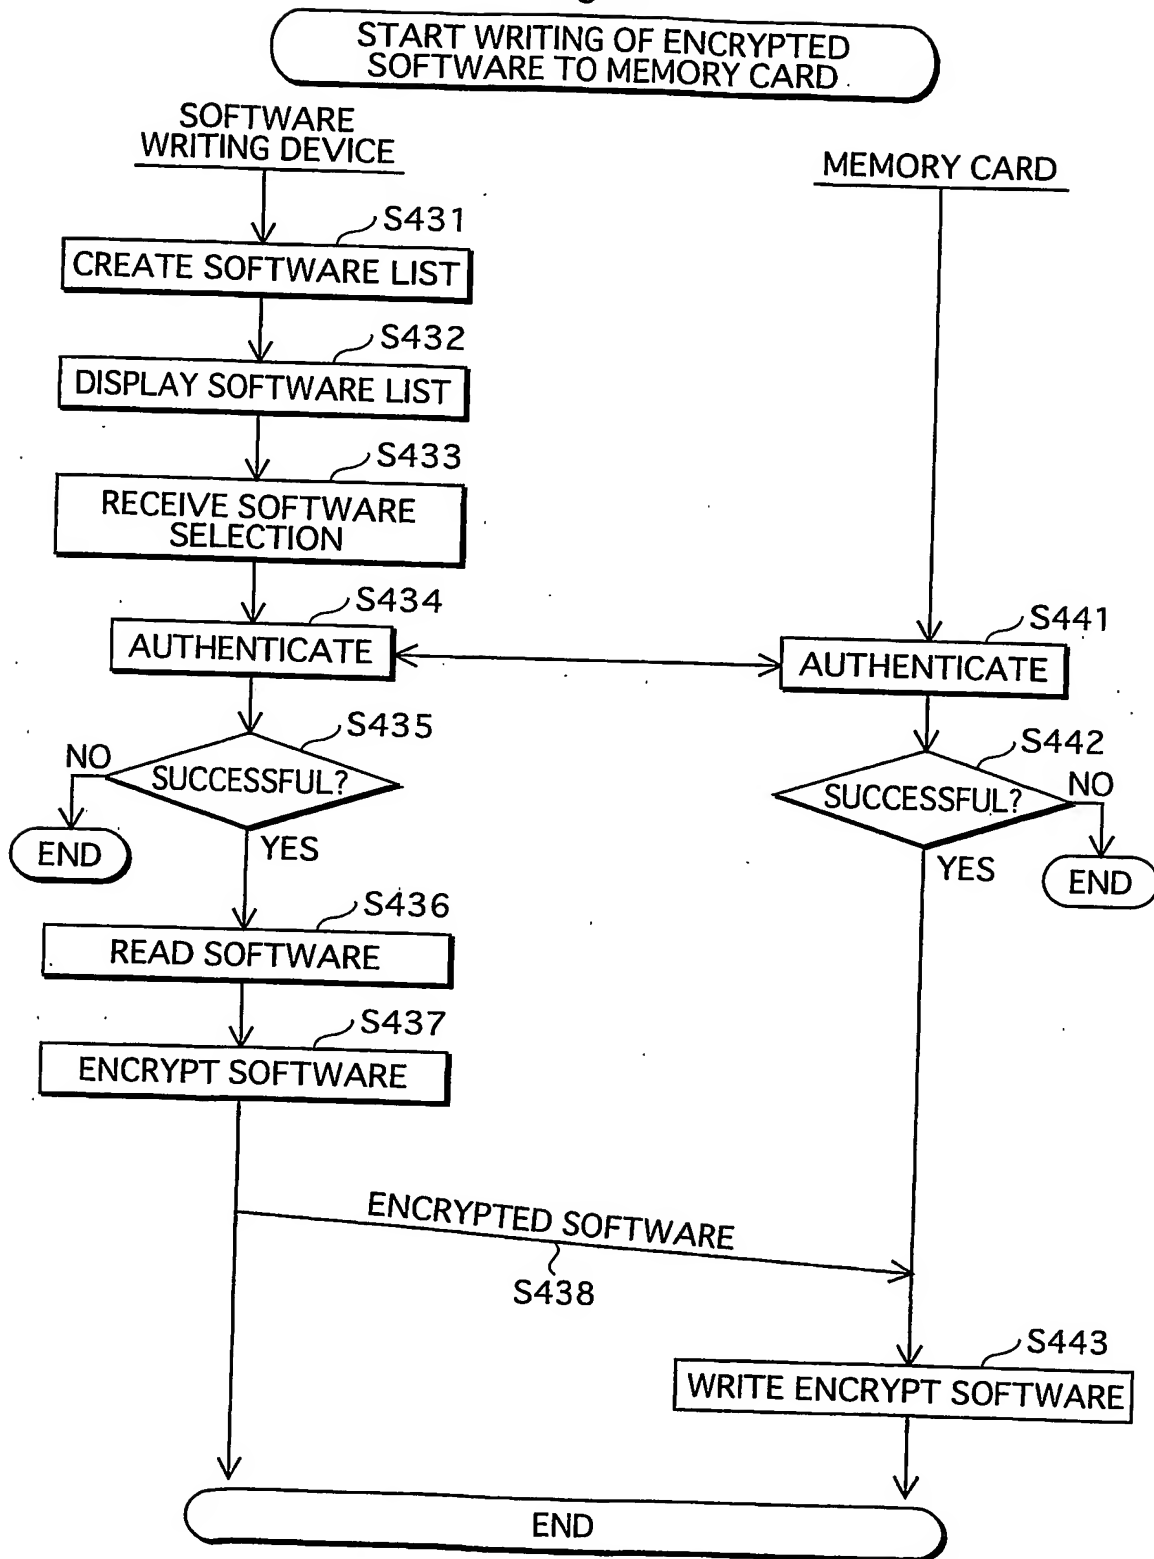 START WRITING OF ENCRYPTED
SOFTWARE TO MEMORY CARD
SOFTWARE
WRITING DEVICE
MEMORY CARD
S431
CREATE SOFTWARE LIST
S432
DISPLAY SOFTWARE LIST
S433
RECEIVE SOFTWARE
SELECTION
S434
AUTHENTICATE
S441
AUTHENTICATE
S435
NO
SUCCESSFUL?
END
YES
S442
SUCCESSFUL?
NO
YES
END
S436
READ SOFTWARE
S437
ENCRYPT SOFTWARE
ENCRYPTED SOFTWARE
S438
S443
WRITE ENCRYPT SOFTWARE
END